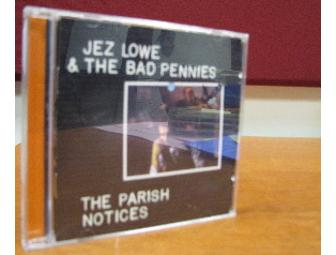 JEZ LOWE
& THE BAD PENNIES
THE PARISH
NOTICES